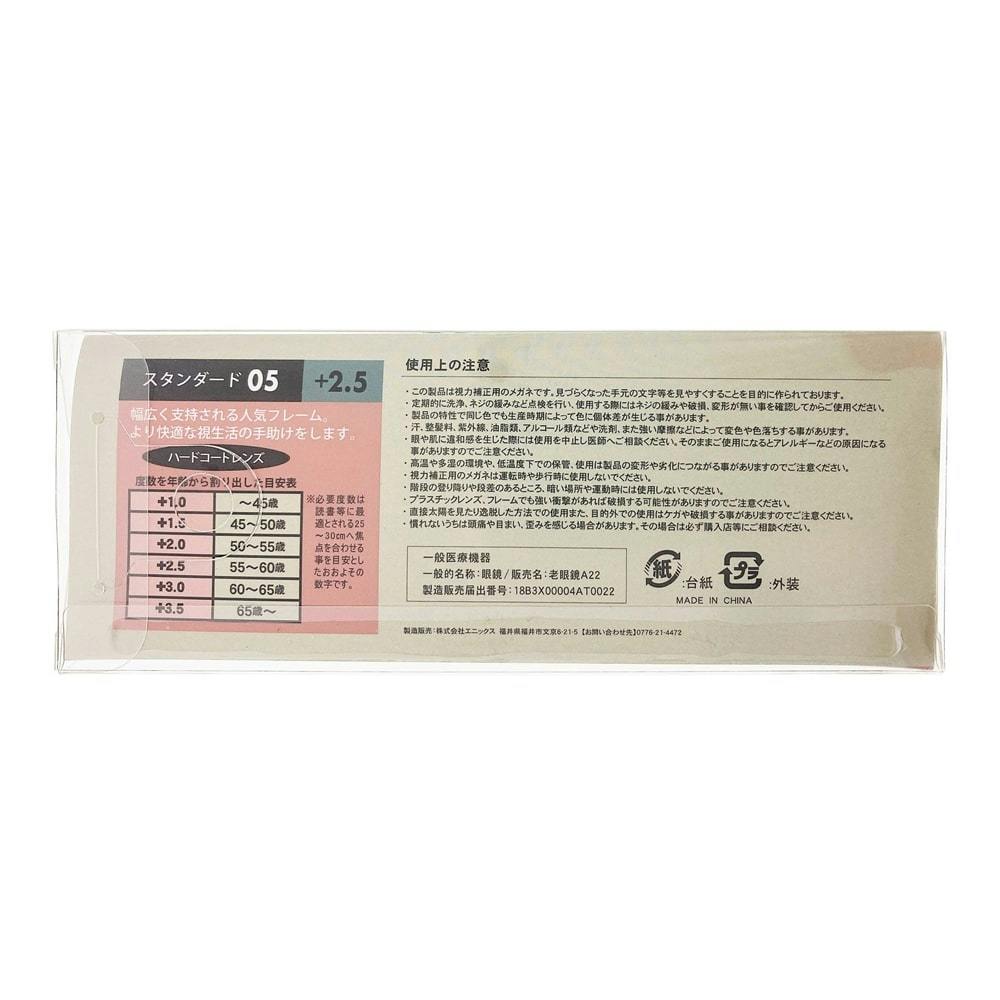 スタンダード 05 +2.5
幅広く支持される人気フレーム。
より快適な視生活の手助けをします。
ハードコートレンズ
度数を年齢から割り出した目安表
+1.0 ～45歳
+1.5 45～50歳
+2.0 50～55歳
+2.5 55～60歳
+3.0 60～65歳
+3.5 65歳～
※必要度数は
読書等に最
適とされる25
～30cmへ焦
点を合わせる
事を目安とし
たおおよその
数字です。
使用上の注意
・この製品は視力補正用のメガネです。見づらくなった手元の文字等を見やすくすることを目的に作られております。
・定期的に洗浄、ネジの緩みなど点検を行い、使用する際にはネジの緩みや破損、変形が無い事を確認してからご使用ください。
・製品の特性で同じ色でも生産時期によって色に個体差が生じる事があります。
・汗、整髪料、紫外線、油脂類、アルコール類などや洗剤、また強い摩擦などによって変色や色落ちする事があります。
・眼や肌に違和感を生じた際には使用を中止し医師へご相談ください。そのままご使用になるとアレルギーなどの原因になる
事がありますのでご注意ください。
・高温や多湿の環境や、低温度下での保管、使用は製品の変形や劣化につながる事がありますのでご注意ください。
・視力補正用のメガネは運転時や歩行時に使用しないでください。
・階段の登り降りや段差のあるところ、暗い場所や運動時には使用しないでください。
・プラスチックレンズ、フレームでも強い衝撃があれば破損する可能性がありますのでご注意ください。
・直接太陽を見たり逸脱した方法での使用また、目的外での使用はケガや破損する事がありますのでご注意ください。
・慣れないうちは頭痛や目まい、歪みを感じる場合があります。その場合は必ず購入店等にご相談ください。
一般医療機器
一般的名称：眼鏡／販売名：老眼鏡A22
製造販売届出番号：18B3X00004AT0022
紙 ：台紙 プラ ：外装
MADE IN CHINA
製造販売：株式会社エニックス 福井県福井市文京6-21-5 【お問い合わせ先】0776-21-4472